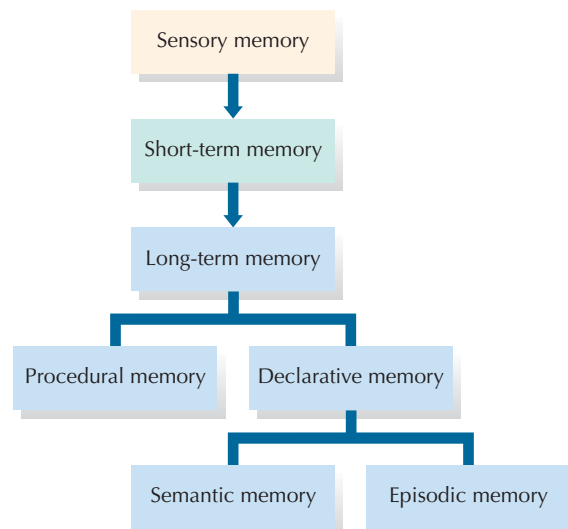 Sensory memory
Short-term memory
Long-term memory
Procedural memory
Declarative memory
Semantic memory
Episodic memory